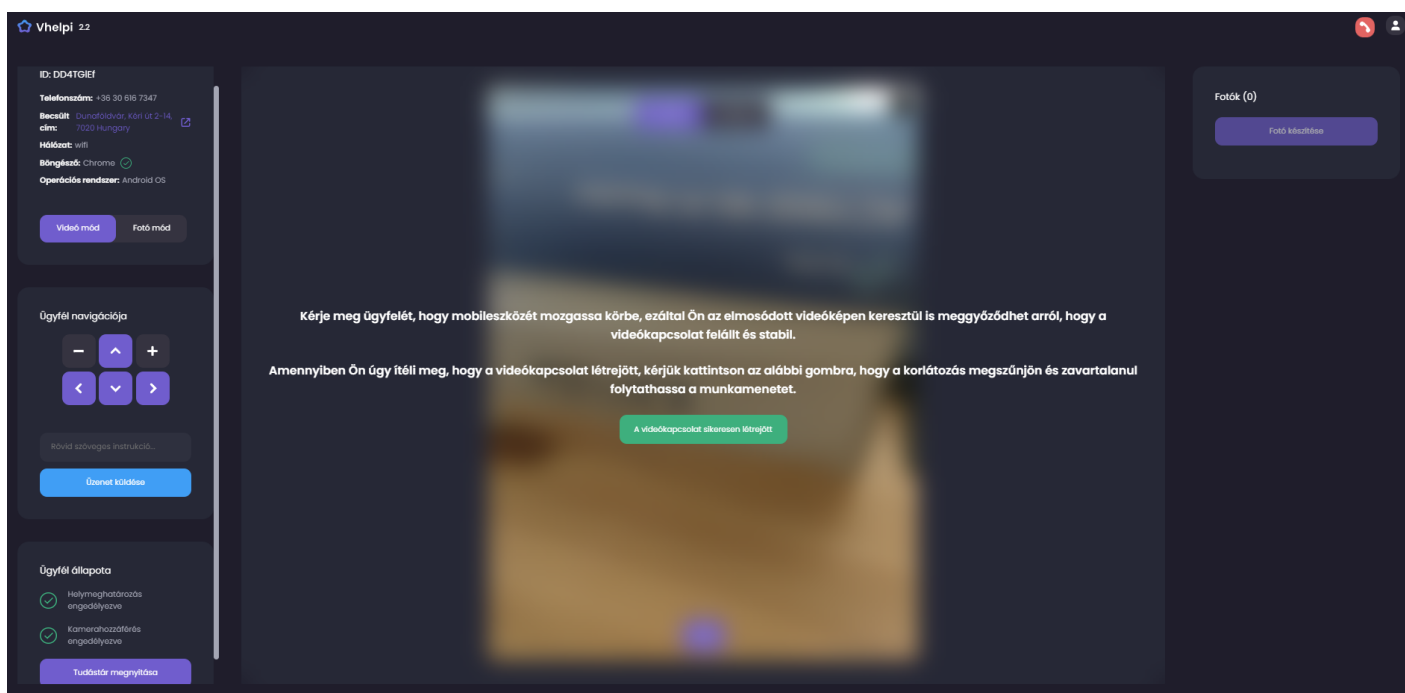 Vhelpi 2.2
ID: DD4TGlEf
Telefonszám: +36 30 616 7347
Becsült cím: Dunaföldvár, Kéri út 2-14,
7020 Hungary
Hálózat: wifi
Böngésző: Chrome
Operációs rendszer: Android OS
Videó mód
Fotó mód
Ügyfél navigációja
Rövid szöveges instrukció...
Üzenet küldése
Ügyfél állapota
Helymeghatározás
engedélyezve
Kamerahozzáférés
engedélyezve
Tudástár megnyitása
Kérje meg ügyfelét, hogy mobileszközét mozgassa körbe, ezáltal Ön az elmosódott videóképen keresztül is meggyőződhet arról, hogy a
videókapcsolat felállt és stabil.
Amennyiben Ön úgy ítéli meg, hogy a videókapcsolat létrejött, kérjük kattintson az alábbi gombra, hogy a korlátozás megszűnjön és zavartalanul
folytathassa a munkamenetet.
A videókapcsolat sikeresen létrejött
Fotók (0)
Fotó készítése